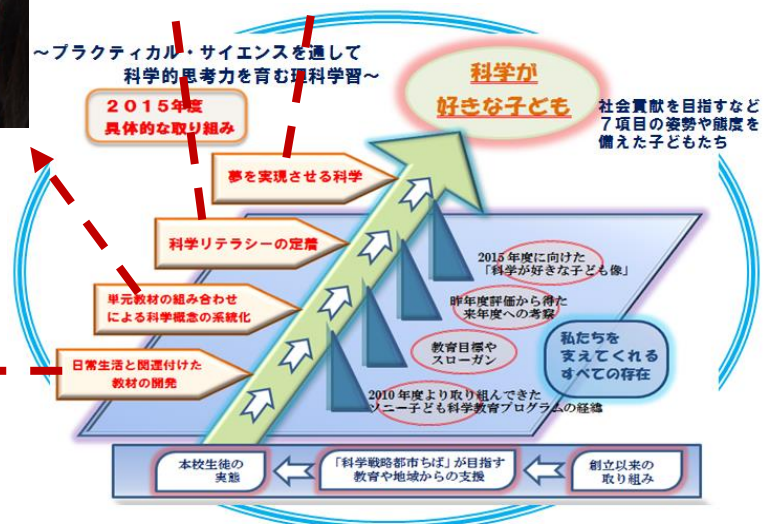 ～プラクティカル・サイエンスを通して
科学的思考力を育む理科学習～
２０１５年度
具体的な取り組み
科学が
好きな子ども
社会貢献を目指すなど
７項目の姿勢や態度を
備えた子どもたち
夢を実現させる科学
科学リテラシーの定着
単元教材の組み合わせ
による科学概念の系統化
日常生活と関連付けた
教材の開発
2015年度に向けた
「科学が好きな子ども像」
昨年度評価から得た
来年度への考察
教育目標や
スローガン
2010年度より取り組んできた
ソニー子ども科学教育プログラムの経緯
私たちを
支えてくれる
すべての存在
本校生徒の
実態
「科学戦略都市ちば」が目指す
教育や地域からの支援
創立以来の
取り組み